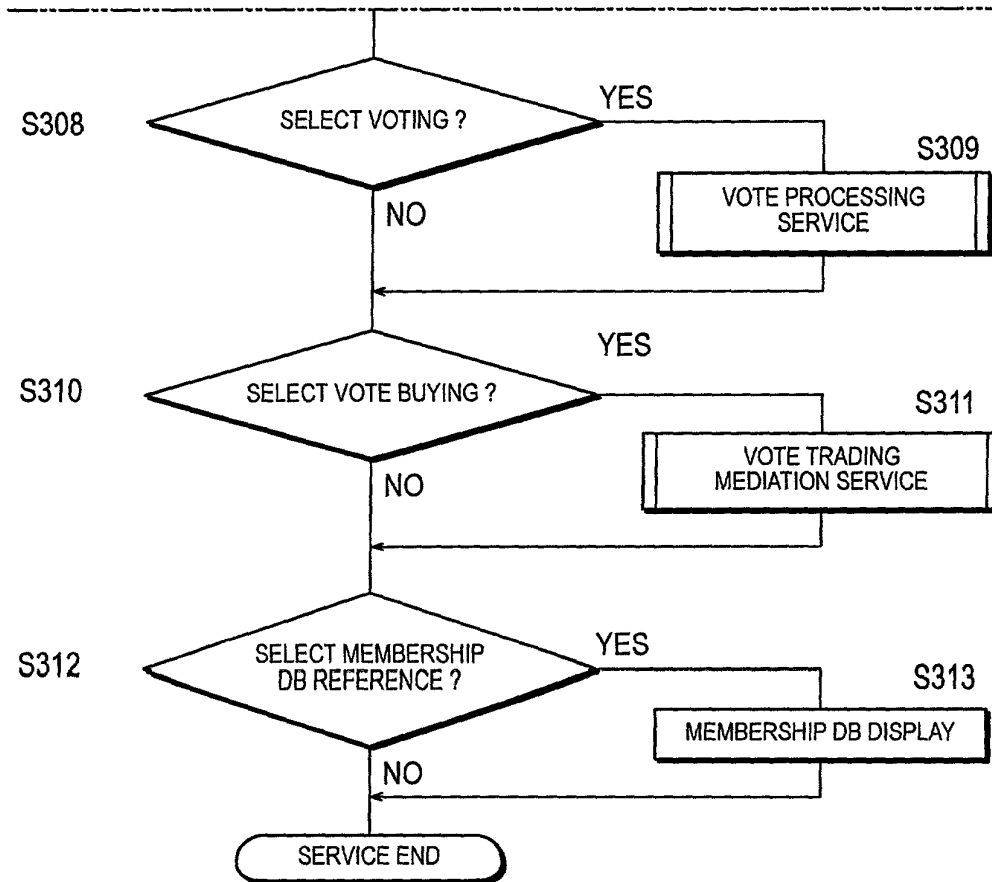 S308
SELECT VOTING ?
YES
NO
S309
VOTE PROCESSING
SERVICE
S310
SELECT VOTE BUYING ?
YES
NO
S311
VOTE TRADING
MEDIATION SERVICE
S312
SELECT MEMBERSHIP
DB REFERENCE ?
YES
NO
S313
MEMBERSHIP DB DISPLAY
SERVICE END